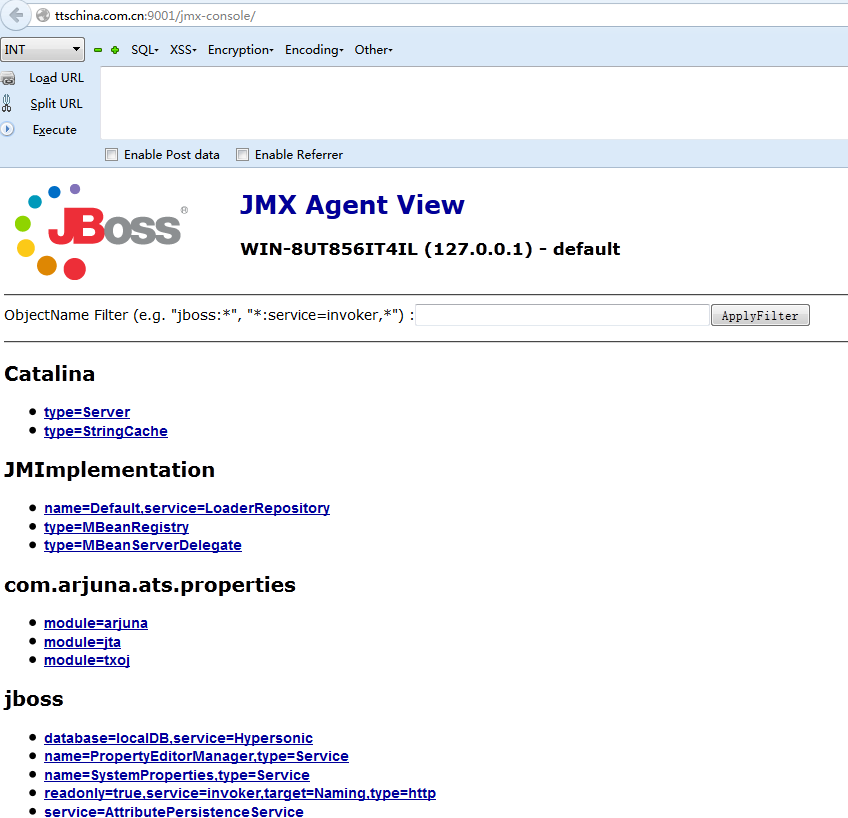 ttschina.com.cn:9001/jmx-console/
INT SQL- XSS- Encryption- Encoding- Other-
Load URL
Split URL
Execute
Enable Post data Enable Referrer
JBoss®
JMX Agent View
WIN-8UT856IT4IL (127.0.0.1) - default
ObjectName Filter (e.g. "jboss:*", "*:service=invoker,*") : ApplyFilter
Catalina
type=Server
type=StringCache
JMImplementation
name=Default,service=LoaderRepository
type=MBeanRegistry
type=MBeanServerDelegate
com.arjuna.ats.properties
module=arjuna
module=jta
module=txoj
jboss
database=localDB,service=Hypersonic
name=PropertyEditorManager,type=Service
name=SystemProperties,type=Service
readonly=true,service=invoker,target=Naming,type=http
service=AttributePersistenceService